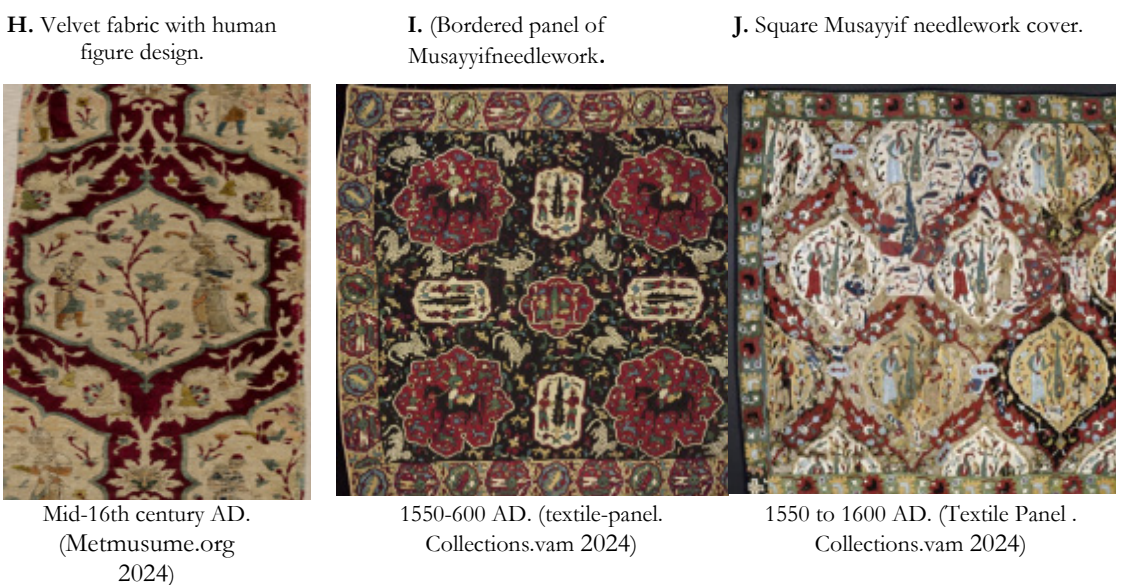 H. Velvet fabric with human
figure design.
I. (Bordered panel of
Musayyifneedlework.
J. Square Musayyif needlework cover.
Mid-16th century AD.
(Metmusume.org
2024)
1550-600 AD. (textile-panel.
Collections.vam 2024)
1550 to 1600 AD. (Textile Panel .
Collections.vam 2024)